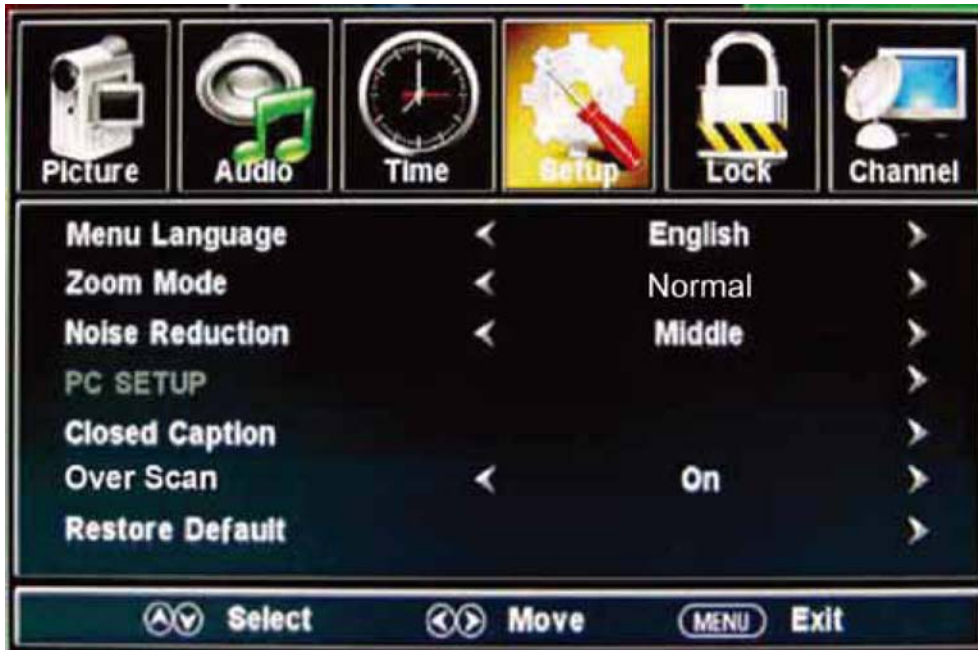 Picture Audio Time Setup Lock Channel
Menu Language English
Zoom Mode Normal
Noise Reduction Middle
PC SETUP
Closed Caption
Over Scan On
Restore Default
Select Move MENU Exit